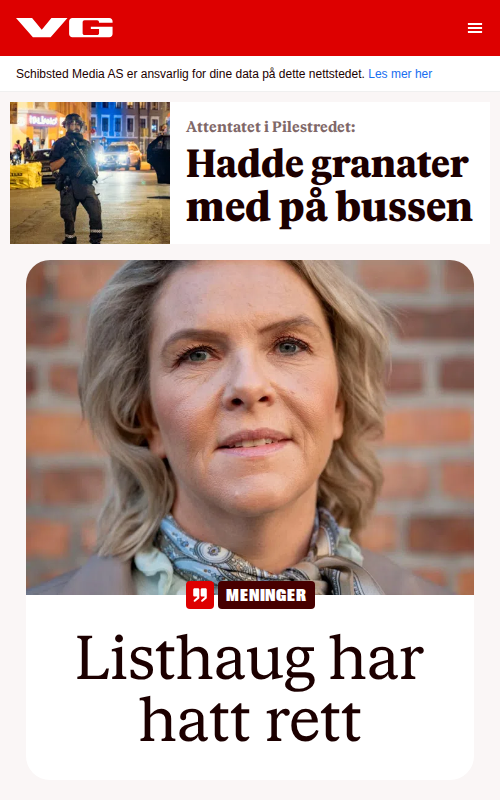 VG
Schibsted Media AS er ansvarlig for dine data på dette nettstedet. Les mer her
Attentatet i Pilestredet:
Hadde granater
med på bussen
MENINGER
Listhaug har
hatt rett